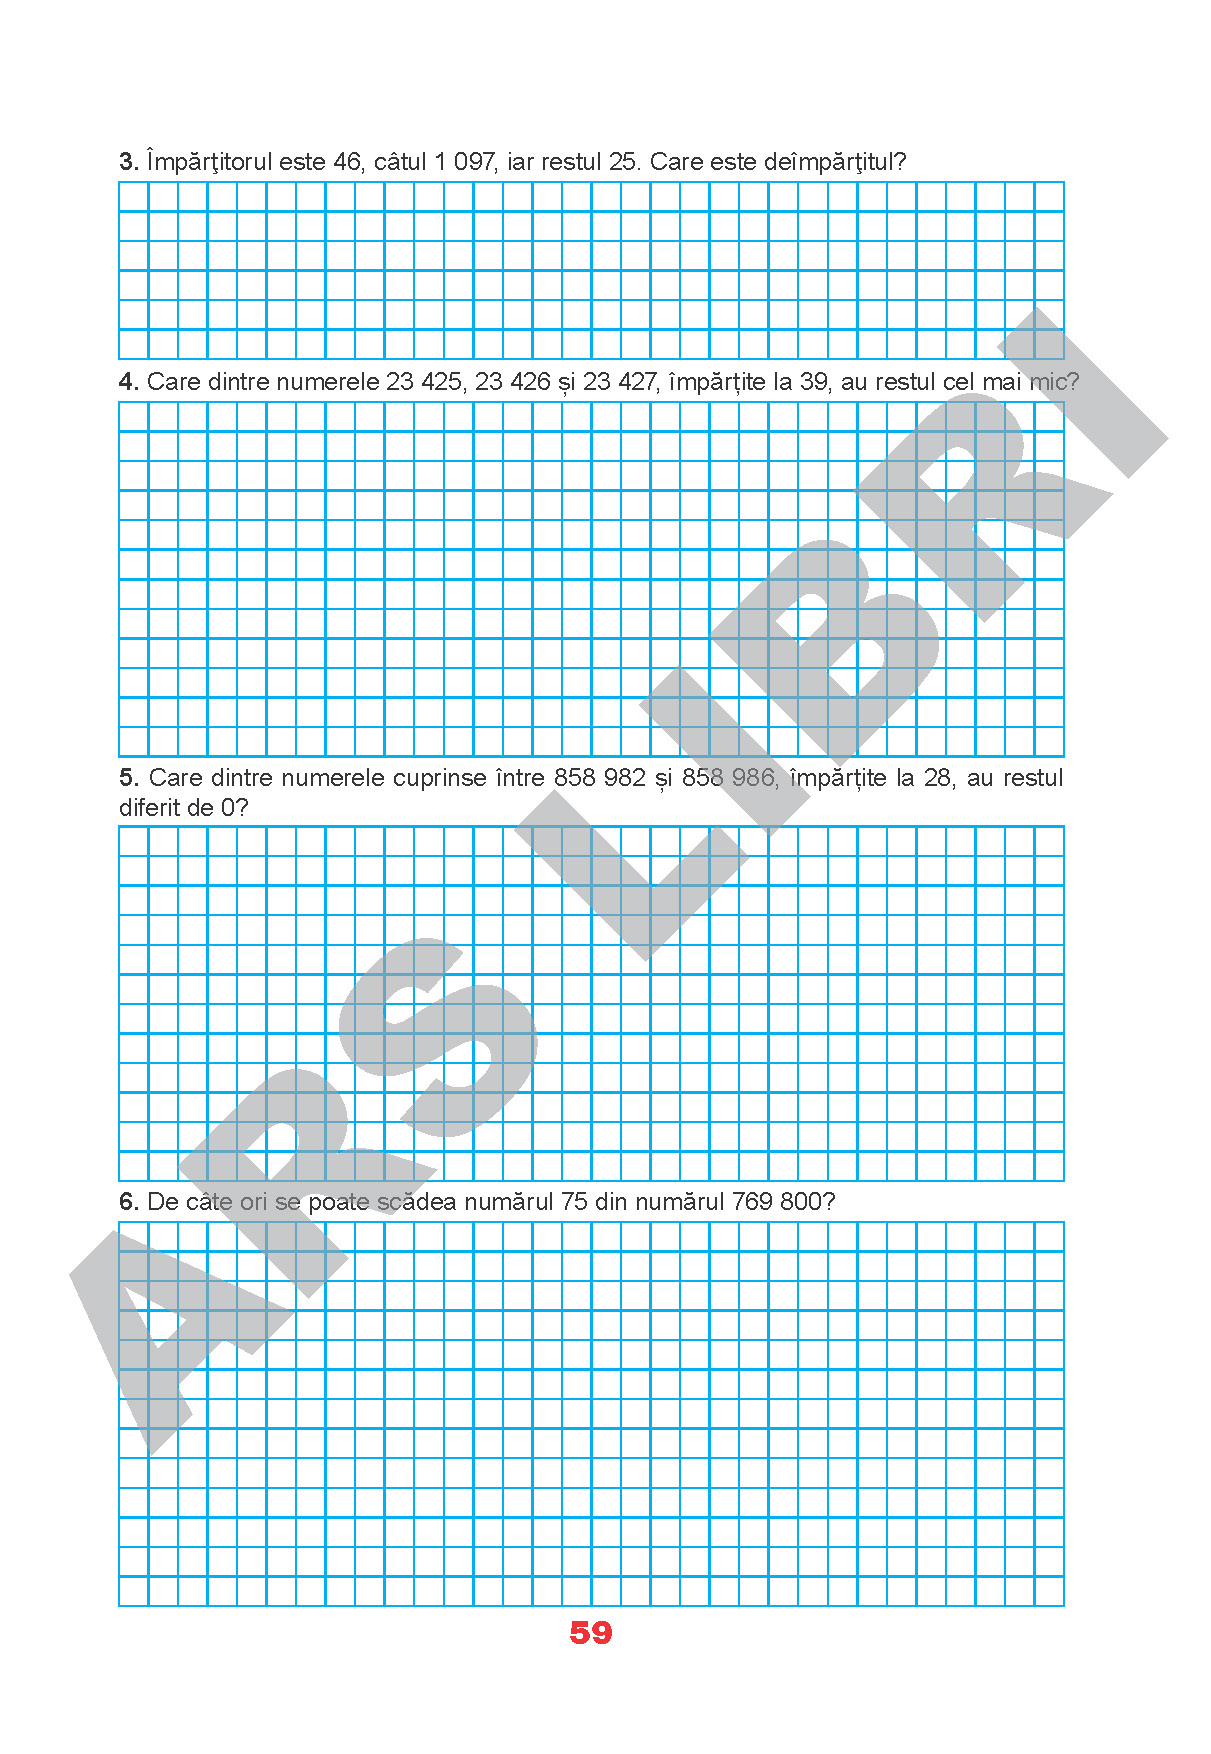 3. Împărţitorul este 46, câtul 1 097, iar restul 25. Care este deîmpărţitul?
4. Care dintre numerele 23 425, 23 426 și 23 427, împărțite la 39, au restul cel mai mic?
5. Care dintre numerele cuprinse între 858 982 și 858 986, împărțite la 28, au restul
diferit de 0?
6. De câte ori se poate scădea numărul 75 din numărul 769 800?
ARS LIBRI
59